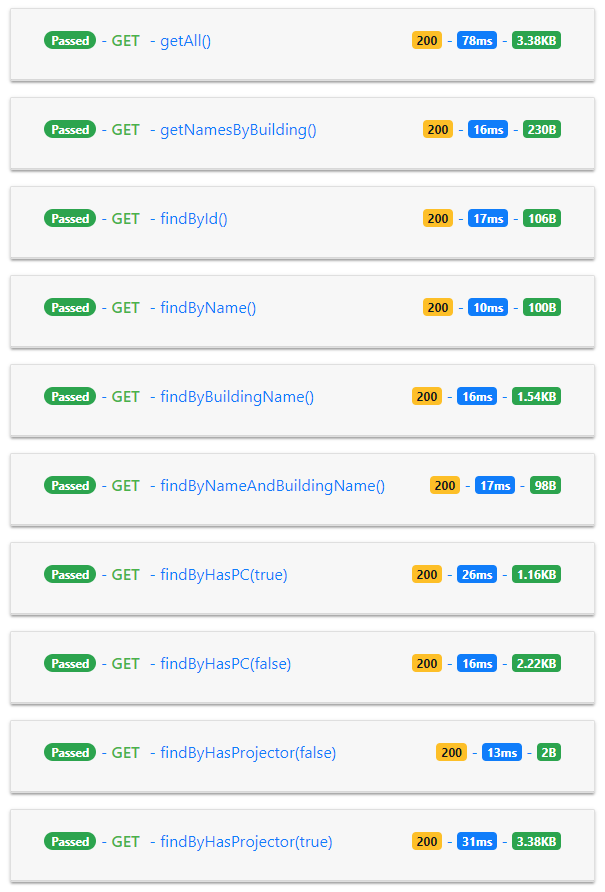 Passed - GET - getAll() 200 - 78ms - 3.38KB
Passed - GET - getNamesByBuilding() 200 - 16ms - 230B
Passed - GET - findById() 200 - 17ms - 106B
Passed - GET - findByName() 200 - 10ms - 100B
Passed - GET - findByBuildingName() 200 - 16ms - 1.54KB
Passed - GET - findByNameAndBuildingName() 200 - 17ms - 98B
Passed - GET - findByHasPC(true) 200 - 26ms - 1.16KB
Passed - GET - findByHasPC(false) 200 - 16ms - 2.22KB
Passed - GET - findByHasProjector(false) 200 - 13ms - 2B
Passed - GET - findByHasProjector(true) 200 - 31ms - 3.38KB